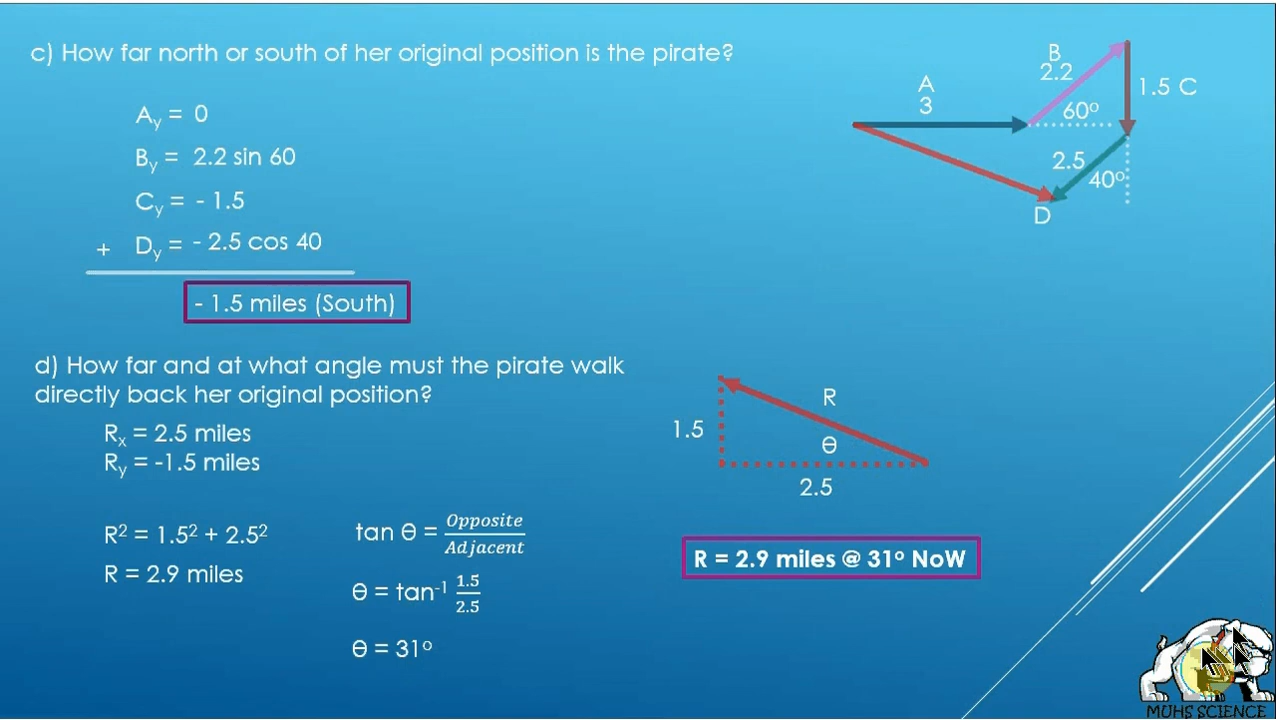 c) How far north or south of her original position is the pirate?
Ay = 0
By = 2.2 sin 60
Cy = - 1.5
+ Dy = - 2.5 cos 40
- 1.5 miles (South)
A
3
B
2.2
1.5 C
60º
2.5
40º
D
d) How far and at what angle must the pirate walk
directly back her original position?
Rx = 2.5 miles
Ry = -1.5 miles
R² = 1.5² + 2.5²
R = 2.9 miles
tan Θ = Opposite / Adjacent
Θ = tan⁻¹ 1.5 / 2.5
Θ = 31º
R
1.5
Θ
2.5
R = 2.9 miles @ 31º NoW
MUHS SCIENCE